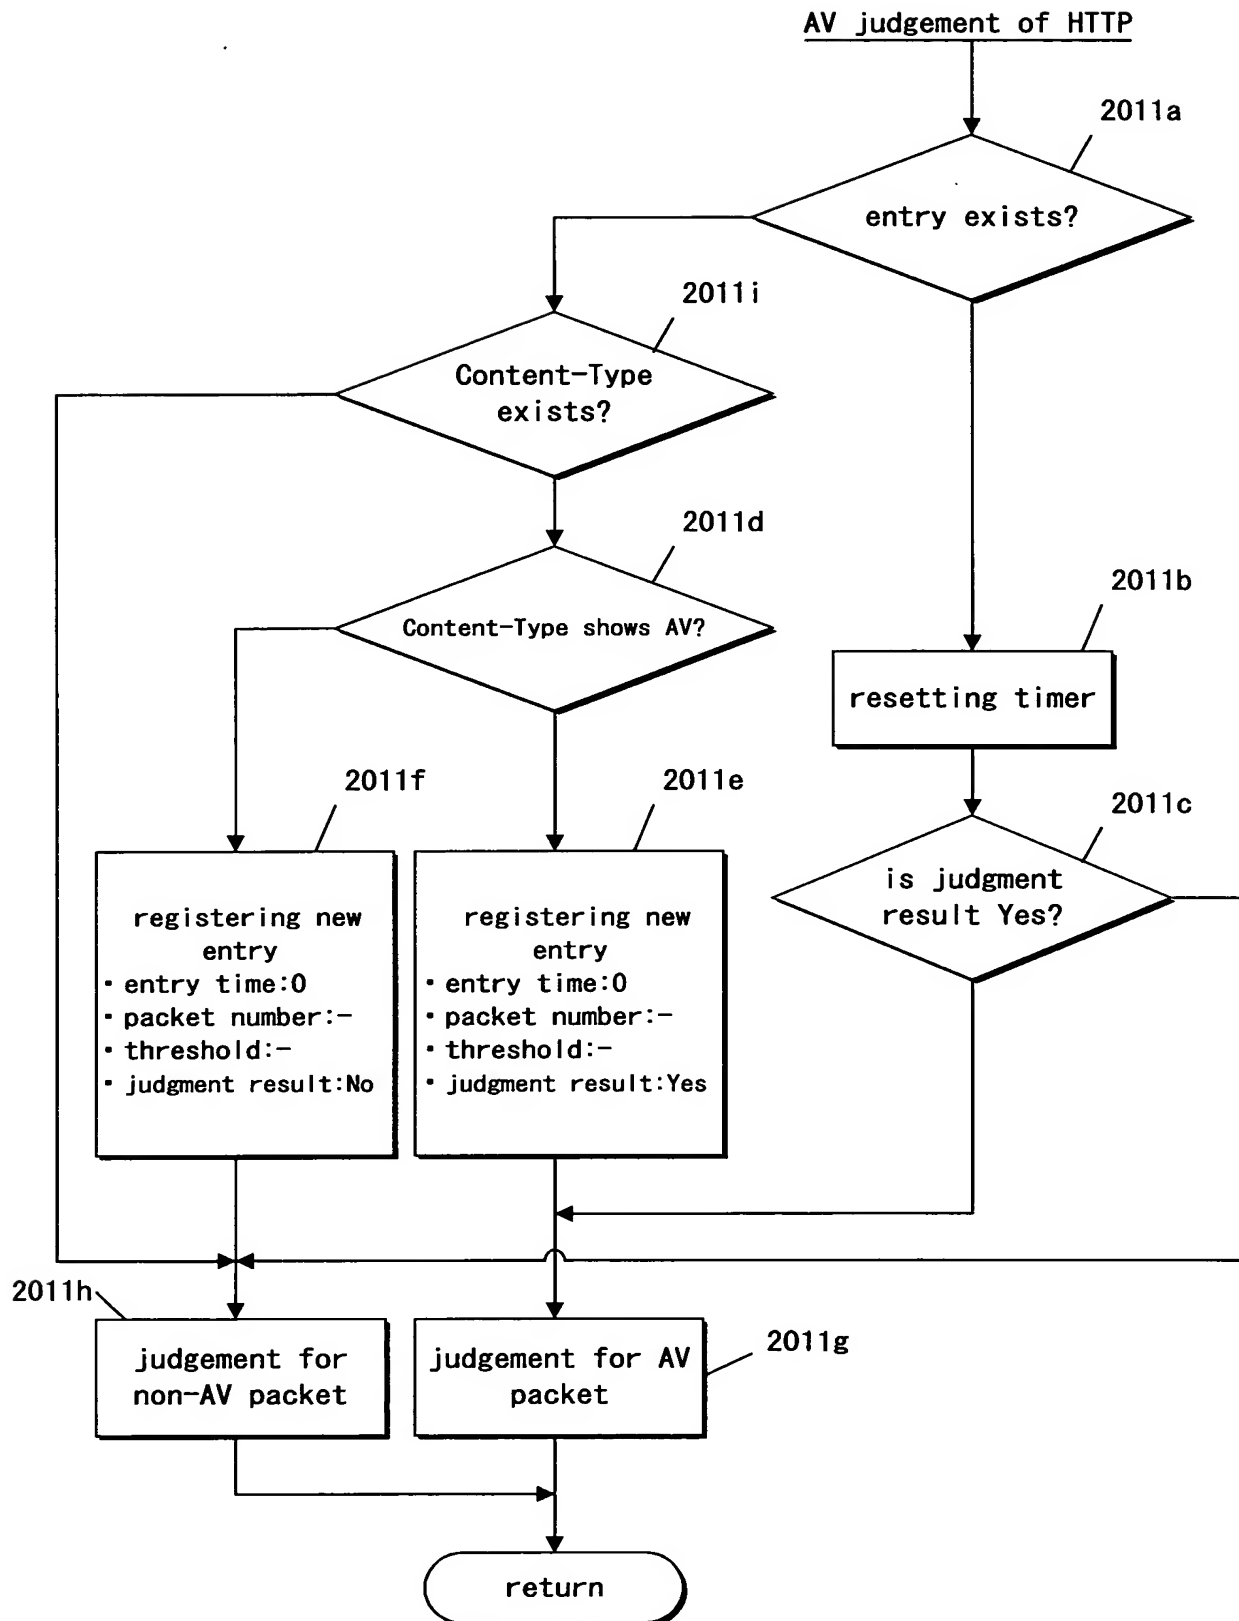 AV judgement of HTTP
2011a
entry exists?
2011i
Content-Type
exists?
2011d
Content-Type shows AV?
2011b
resetting timer
2011f
2011e
2011c
registering new
entry
・entry time:0
・packet number:-
・threshold:-
・judgment result:No
registering new
entry
・entry time:0
・packet number:-
・threshold:-
・judgment result:Yes
is judgment
result Yes?
2011h
judgement for
non-AV packet
judgement for AV
packet
2011g
return